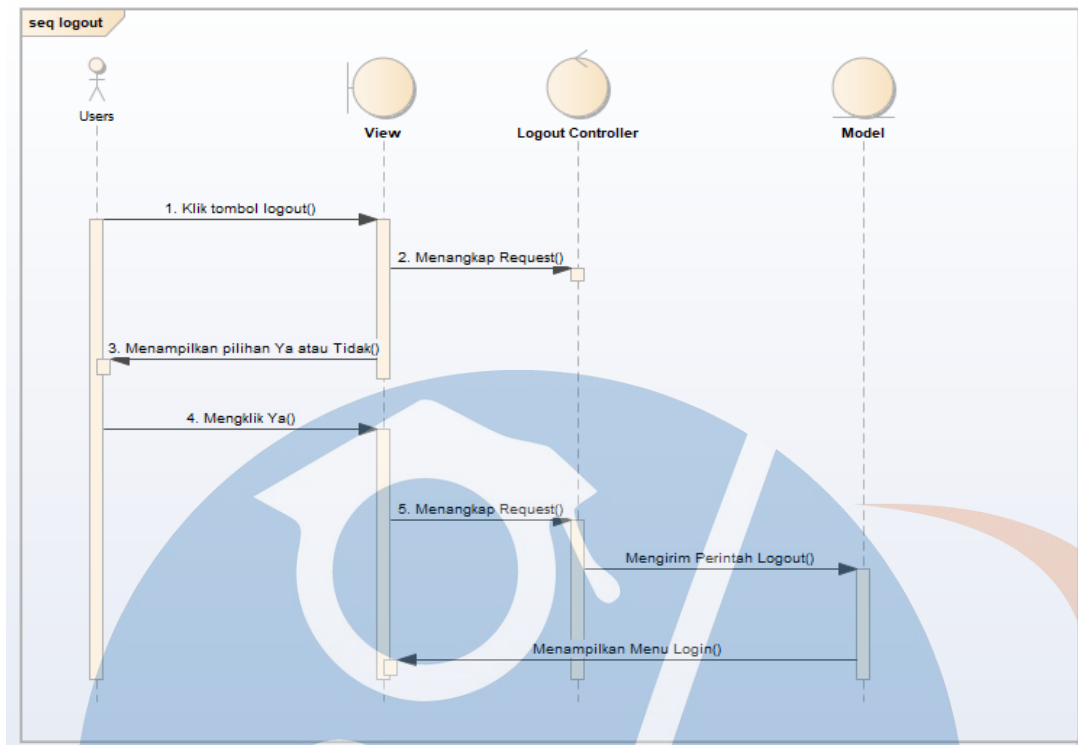 seq logout
Users
View
Logout Controller
Model
1. Klik tombol logout()
2. Menangkap Request()
3. Menampilkan pilihan Ya atau Tidak()
4. Mengklik Ya()
5. Menangkap Request()
Mengirim Perintah Logout()
Menampilkan Menu Login()